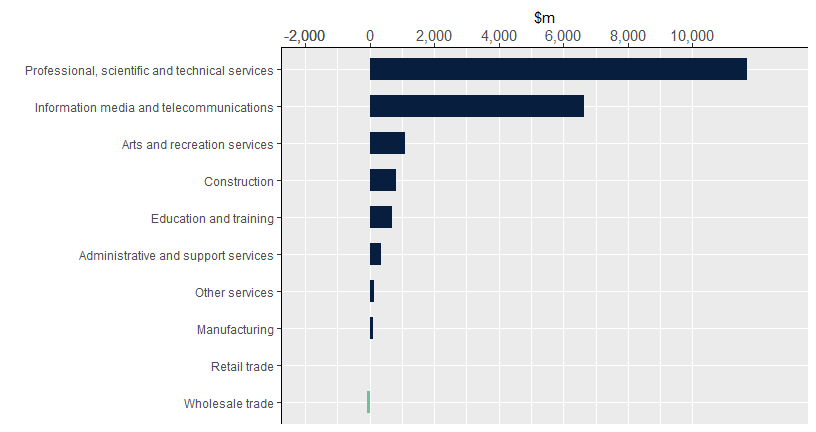 $m
-2,000 0 2,000 4,000 6,000 8,000 10,000
Professional, scientific and technical services
Information media and telecommunications
Arts and recreation services
Construction
Education and training
Administrative and support services
Other services
Manufacturing
Retail trade
Wholesale trade